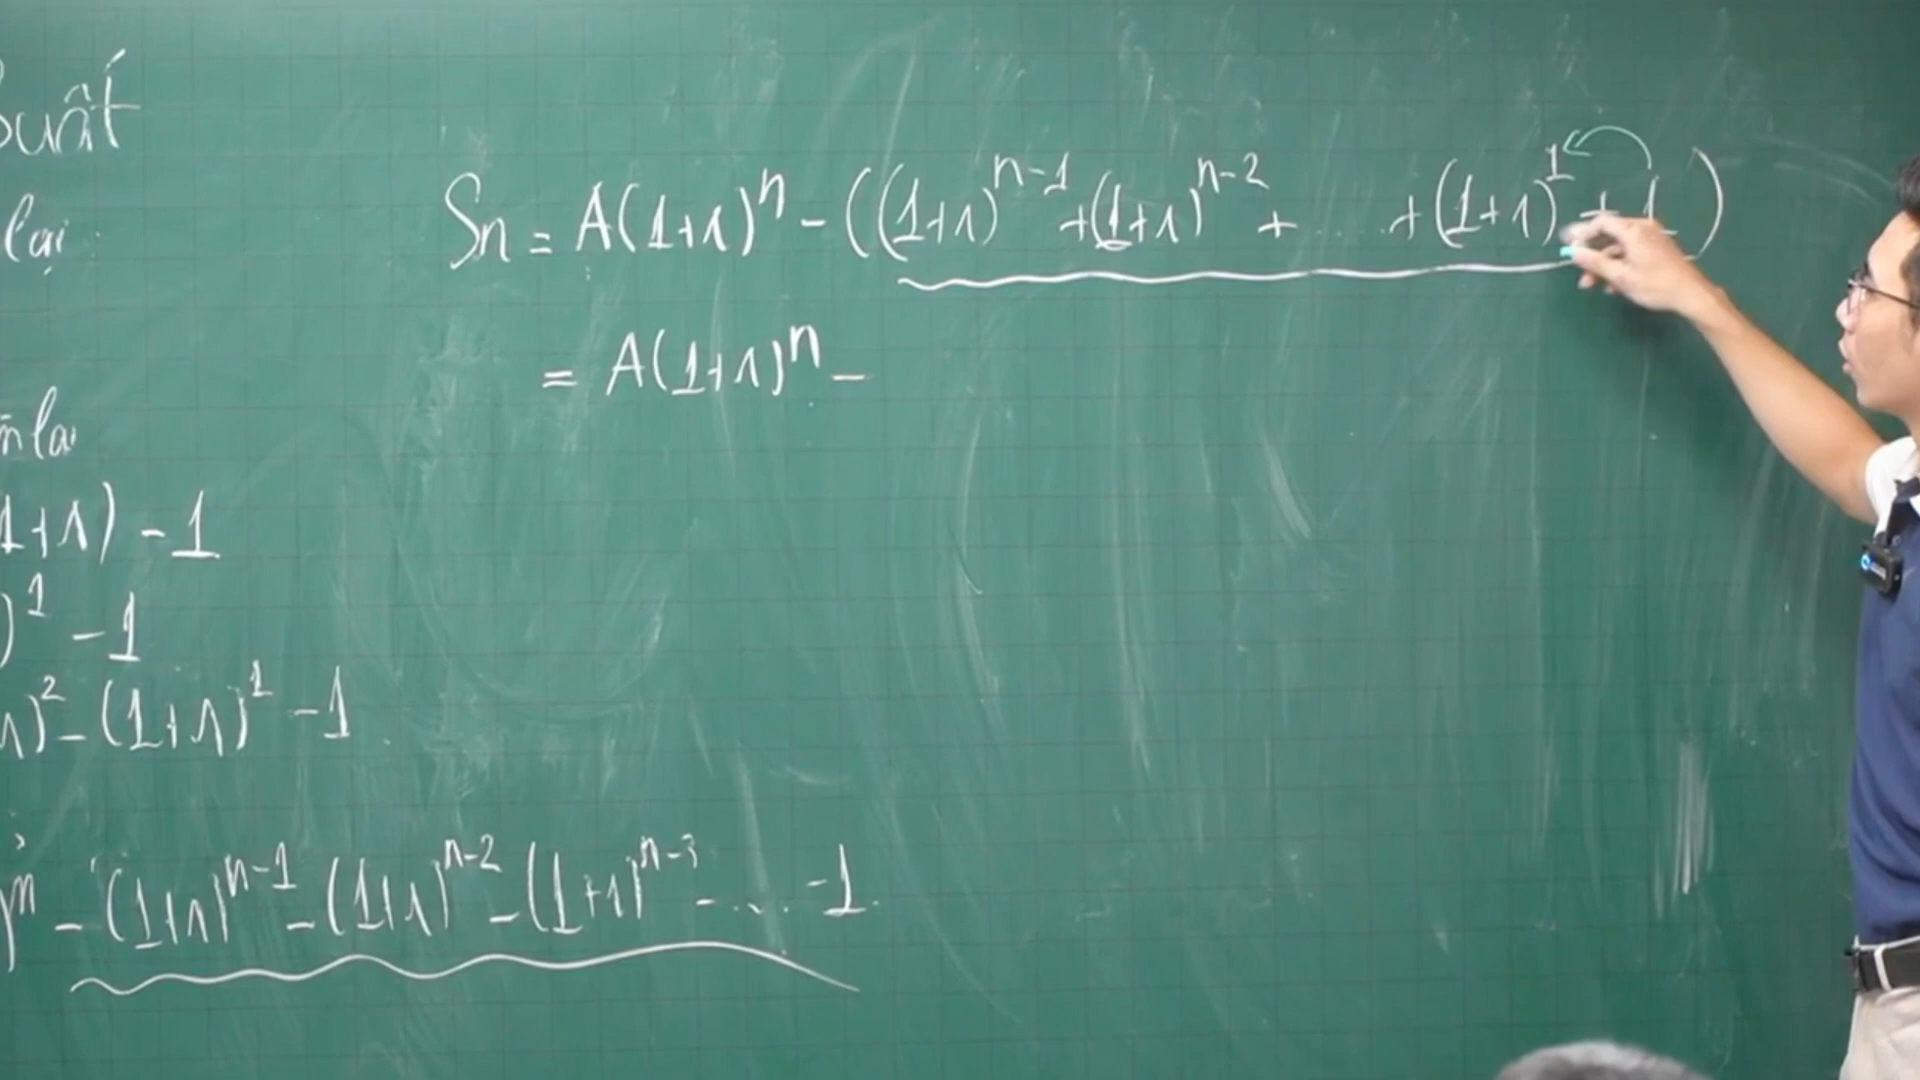 suất
lại
Sn = A(1+r)^n - ((1+r)^{n-1} + (1+r)^{n-2} + ..... + (1+r)^1 + 1)
= A(1+r)^n -
n lại
1+r) - 1
)^1 - 1
r)^2 - (1+r)^1 - 1
)^n - (1+r)^{n-1} - (1+r)^{n-2} - (1+r)^{n-3} - .... - 1.